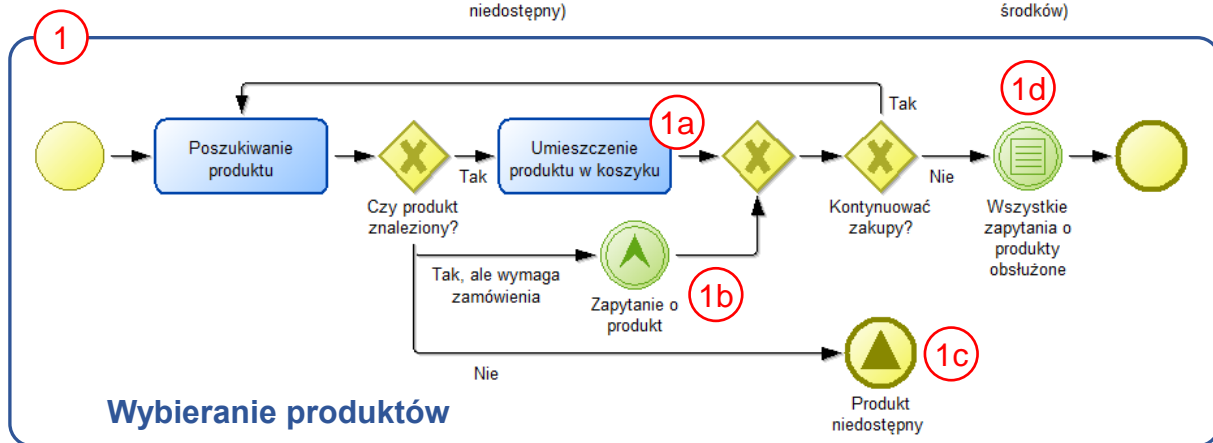 niedostępny)
środków)
1
Tak
1d
1a
Poszukiwanie
produktu
Tak
Umieszczenie
produktu w koszyku
Nie
Czy produkt
znaleziony?
Kontynuować
zakupy?
Wszystkie
zapytania o
produkty
obsłużone
Tak, ale wymaga
zamówienia
Zapytanie o
produkt
1b
Nie
1c
Produkt
niedostępny
Wybieranie produktów